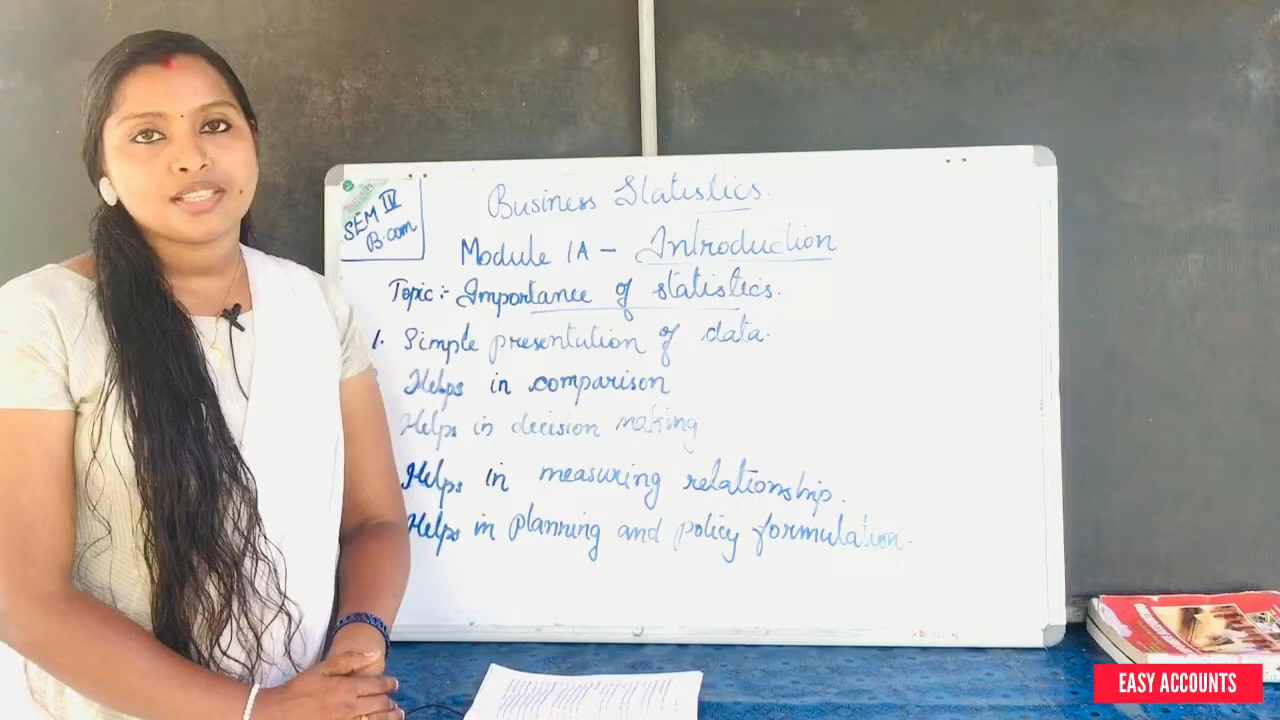 SEM IV
B.com
Business Statistics.
Module 1A - Introduction
Topic:- Importance of statistics.
1. Simple presentation of data.
Helps in comparison
Helps in decision making
Helps in measuring relationship.
Helps in planning and policy formulation.
EASY ACCOUNTS